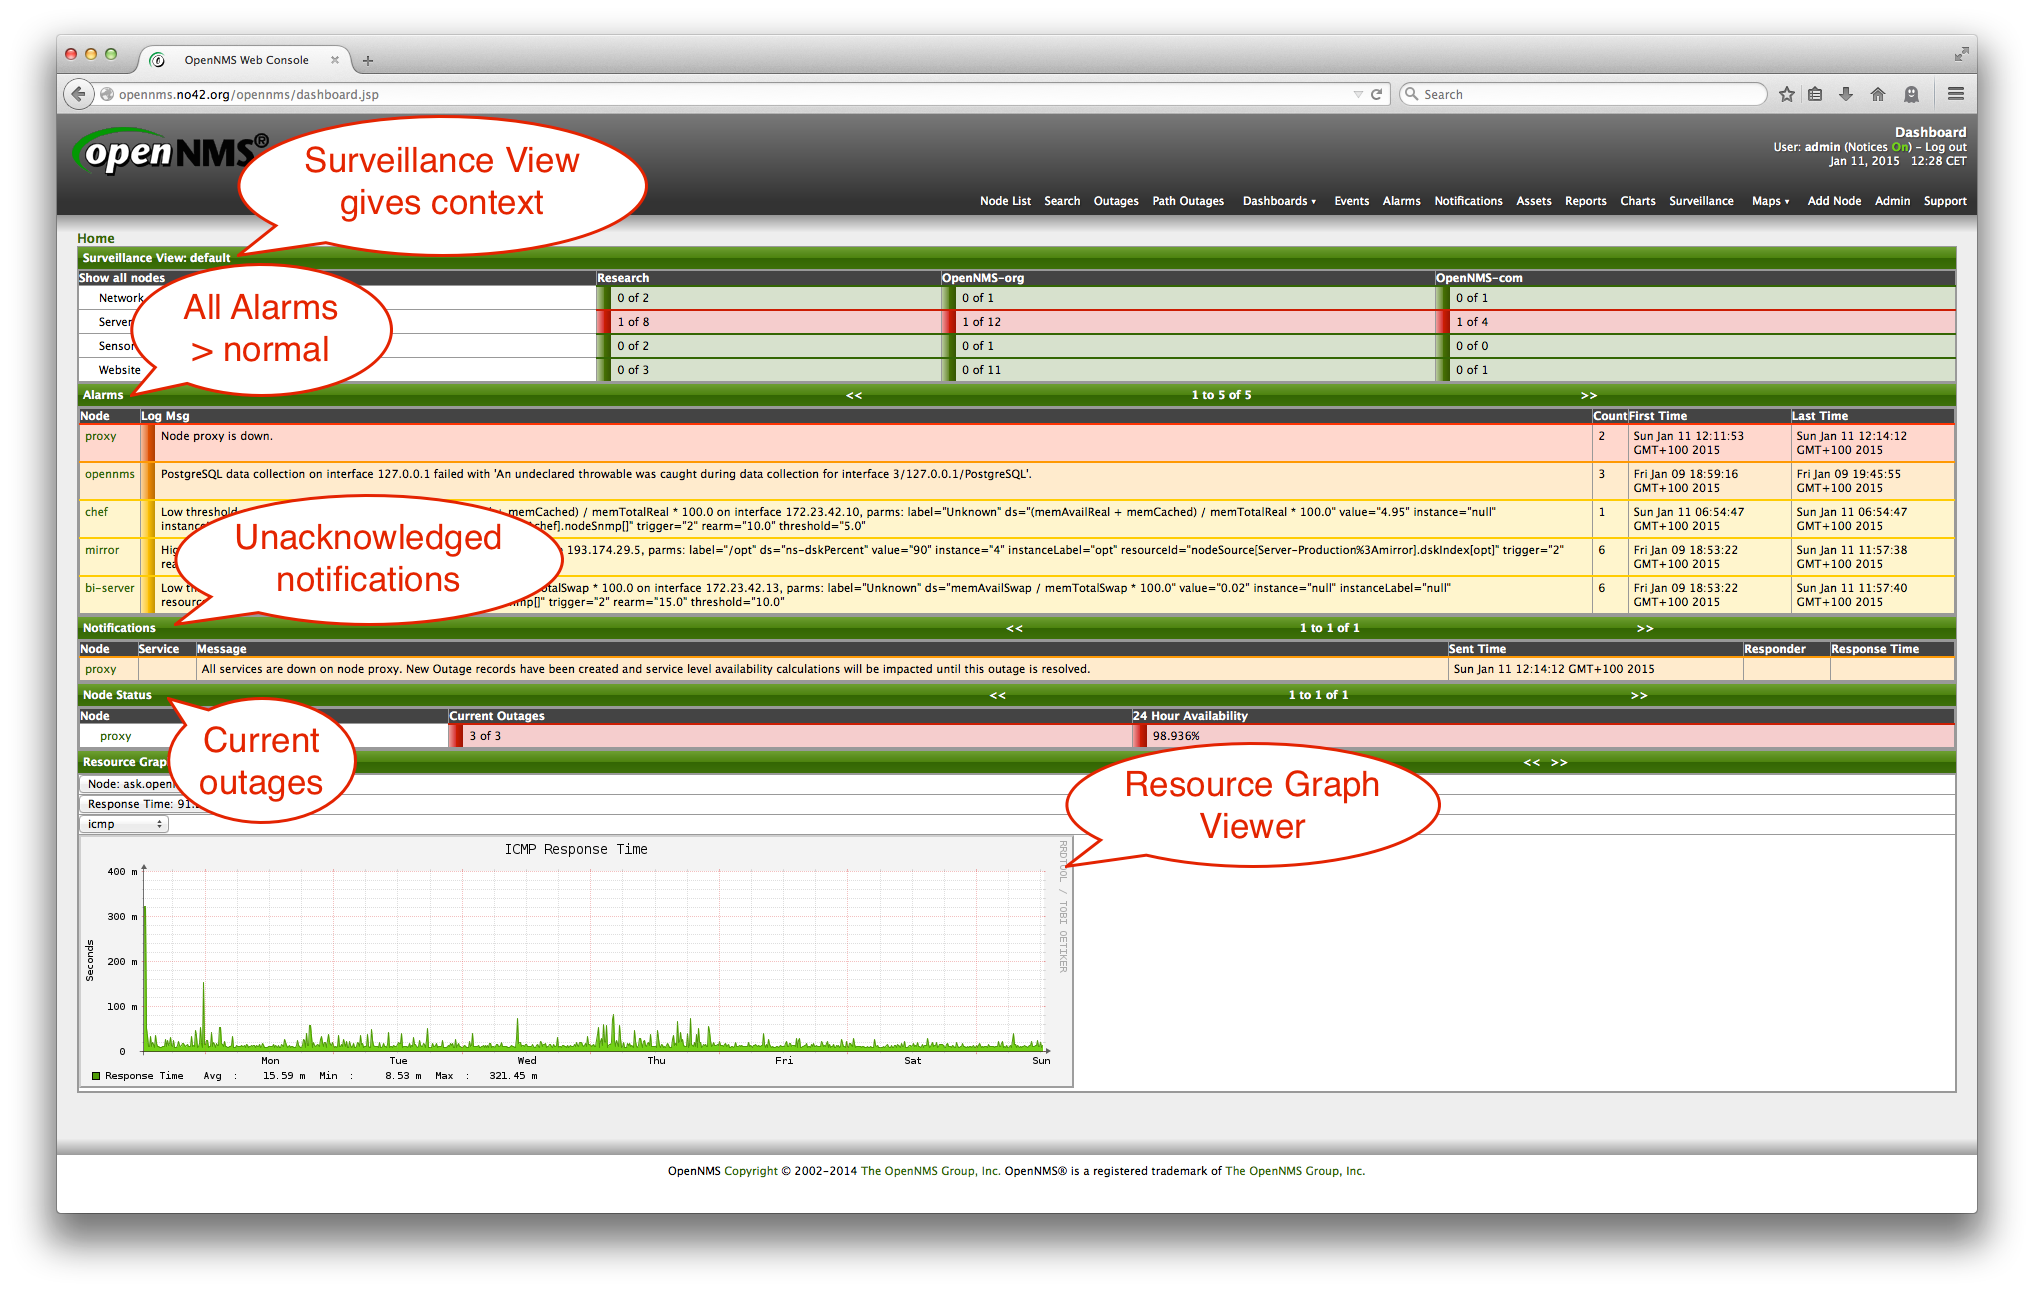 OpenNMS Web Console
opennms.no42.org/opennms/dashboard.jsp
Search
openNMS®
Dashboard
User: admin (Notices On) - Log out
Jan 11, 2015 12:28 CET
Node List Search Outages Path Outages Dashboards Events Alarms Notifications Assets Reports Charts Surveillance Maps Add Node Admin Support
Surveillance View
gives context
Home
Surveillance View: default
Show all nodes Research OpenNMS-org OpenNMS-com
Network 0 of 2 0 of 1 0 of 1
Server 1 of 8 1 of 12 1 of 4
Sensor 0 of 2 0 of 1 0 of 0
Website 0 of 3 0 of 11 0 of 1
All Alarms
> normal
Alarms << 1 to 5 of 5 >>
Node Log Msg Count First Time Last Time
proxy Node proxy is down. 2 Sun Jan 11 12:11:53 Sun Jan 11 12:14:12
GMT+100 2015 GMT+100 2015
opennms PostgreSQL data collection on interface 127.0.0.1 failed with 'An undeclared throwable was caught during data collection for interface 3/127.0.0.1/PostgreSQL'. 3 Fri Jan 09 18:59:16 Fri Jan 09 19:45:55
GMT+100 2015 GMT+100 2015
chef Low threshold + memCached) / memTotalReal * 100.0 on interface 172.23.42.10, parms: label="Unknown" ds="(memAvailReal + memCached) / memTotalReal * 100.0" value="4.95" instance="null" 1 Sun Jan 11 06:54:47 Sun Jan 11 06:54:47
chef].nodeSnmp[]" trigger="2" rearm="10.0" threshold="5.0" GMT+100 2015 GMT+100 2015
mirror 193.174.29.5, parms: label="/opt" ds="ns-dskPercent" value="90" instance="4" instanceLabel="opt" resourceId="nodeSource[Server-Production%3Amirror].dskIndex[opt]" trigger="2" 6 Fri Jan 09 18:53:22 Sun Jan 11 11:57:38
GMT+100 2015 GMT+100 2015
bi-server Low * 100.0 on interface 172.23.42.13, parms: label="Unknown" ds="memAvailSwap / memTotalSwap * 100.0" value="0.02" instance="null" instanceLabel="null" 6 Fri Jan 09 18:53:22 Sun Jan 11 11:57:40
trigger="2" rearm="15.0" threshold="10.0" GMT+100 2015 GMT+100 2015
Unacknowledged
notifications
Notifications << 1 to 1 of 1 >>
Node Service Message Sent Time Responder Response Time
proxy All services are down on node proxy. New Outage records have been created and service level availability calculations will be impacted until this outage is resolved. Sun Jan 11 12:14:12 GMT+100 2015
Node Status << 1 to 1 of 1 >>
Node Current Outages 24 Hour Availability
proxy 3 of 3 98.936%
Current
outages
Resource << >>
Node:
Response Time:
icmp
Resource Graph
Viewer
ICMP Response Time
RRDTOOL / TOBI OETIKER
Seconds
400 m
300 m
200 m
100 m
0
Mon Tue Wed Thu Fri Sat Sun
Response Time Avg : 15.59 m Min : 8.53 m Max : 321.45 m
OpenNMS Copyright © 2002-2014 The OpenNMS Group, Inc. OpenNMS® is a registered trademark of The OpenNMS Group, Inc.